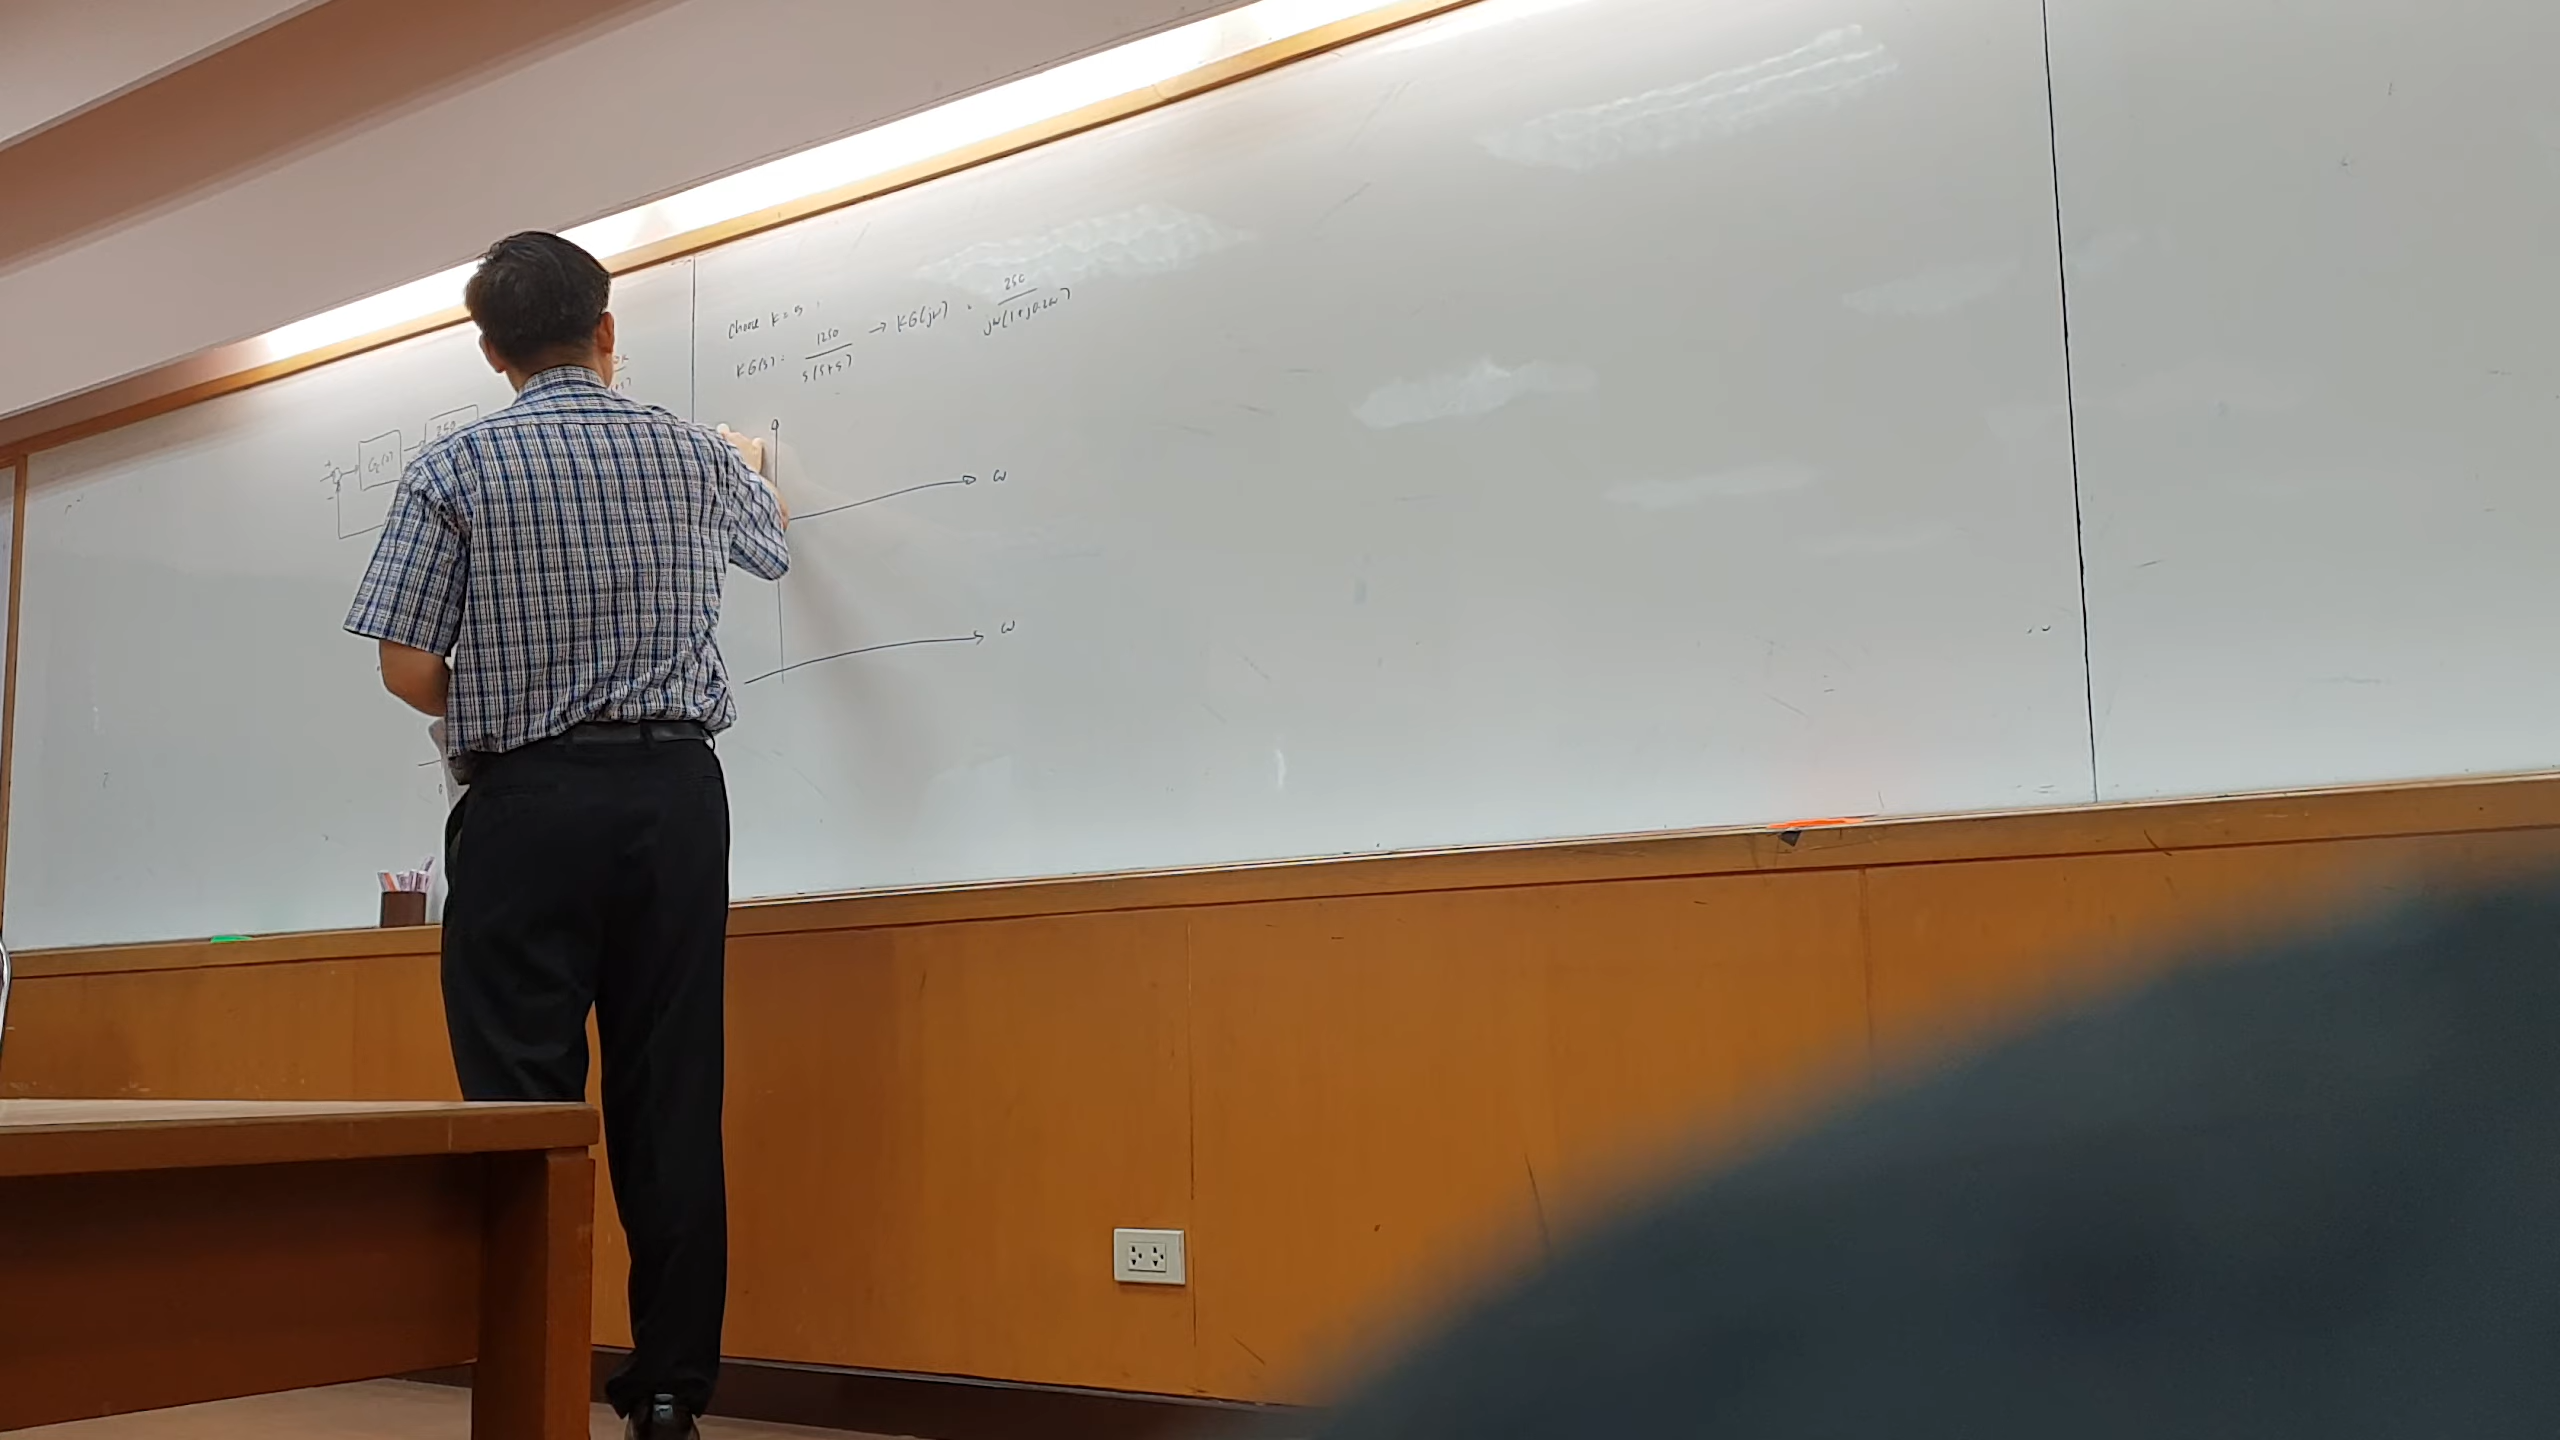 250
G_c(s)
Choose K = 5 :
KG(s) = 1250 / s(s+5) → KG(jω) = 250 / jω(1+j0.2ω)
ω
ω